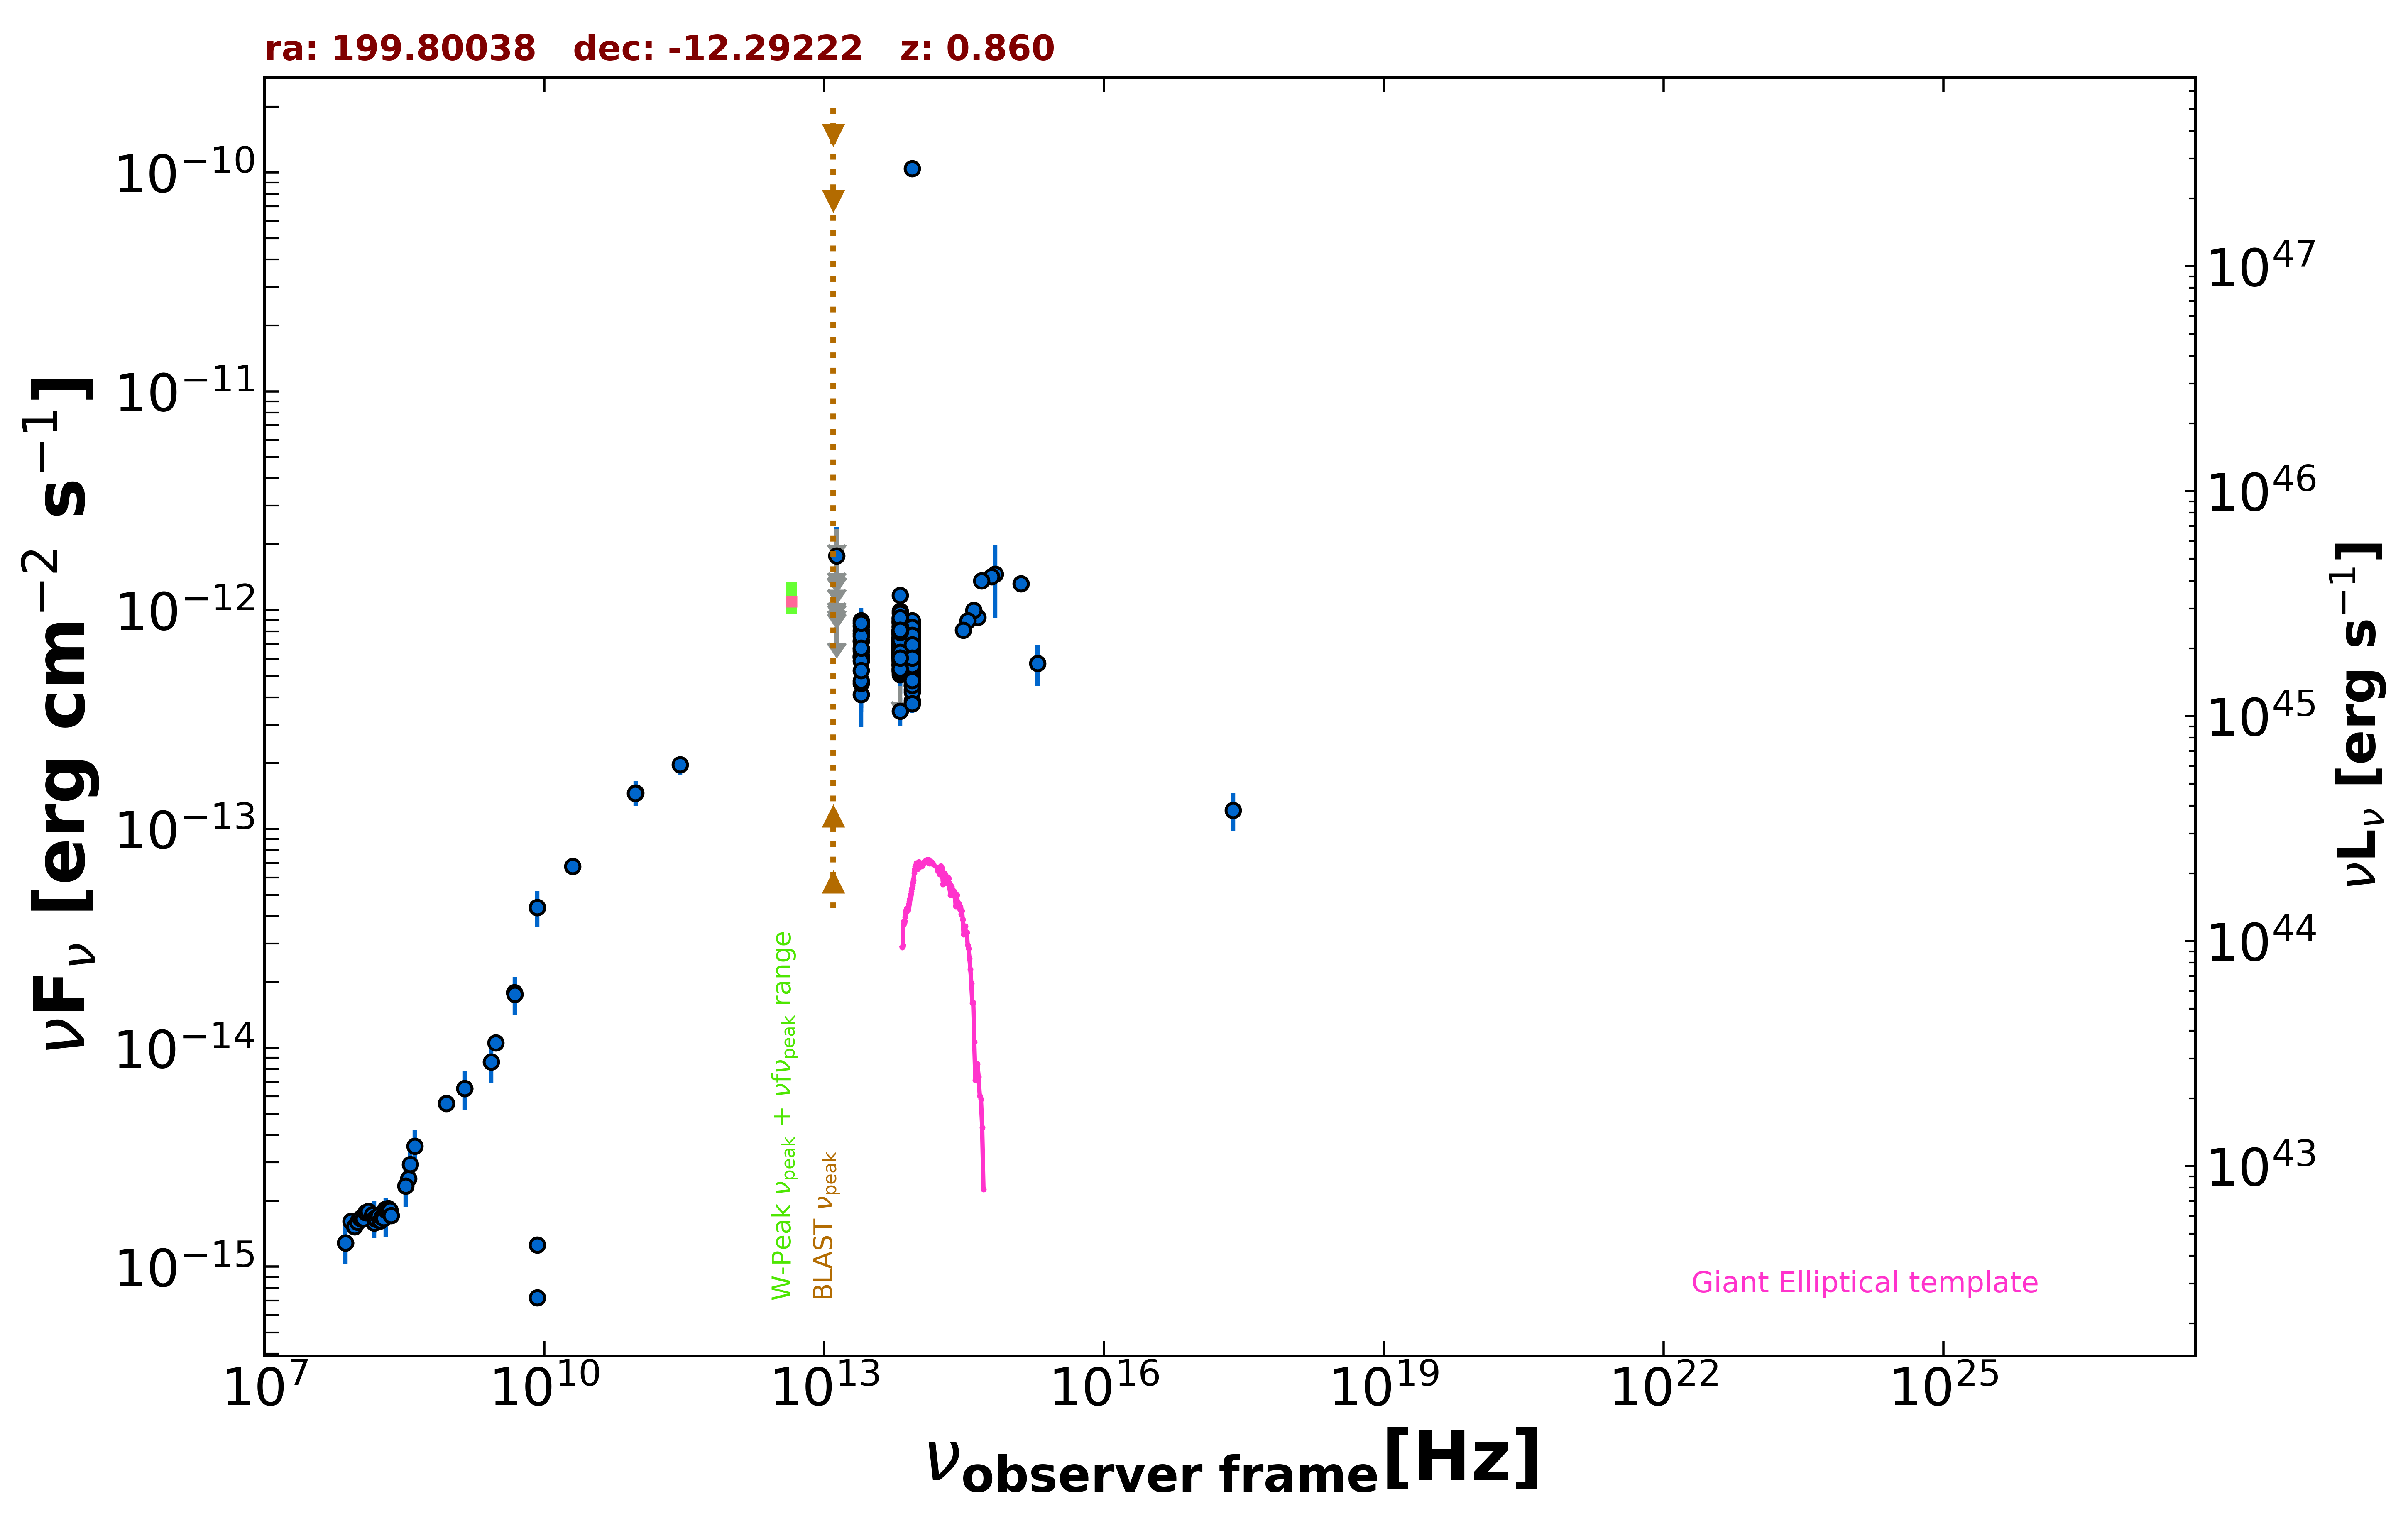 ra: 199.80038   dec: -12.29222   z: 0.860
10⁻¹⁰
10⁻¹¹
10⁻¹²
10⁻¹³
10⁻¹⁴
10⁻¹⁵
νFν [erg cm⁻² s⁻¹]
10⁴⁷
10⁴⁶
10⁴⁵
10⁴⁴
10⁴³
νLν [erg s⁻¹]
W-Peak νpeak + νfνpeak range
BLAST νpeak
Giant Elliptical template
10⁷ 10¹⁰ 10¹³ 10¹⁶ 10¹⁹ 10²² 10²⁵
νobserver frame[Hz]